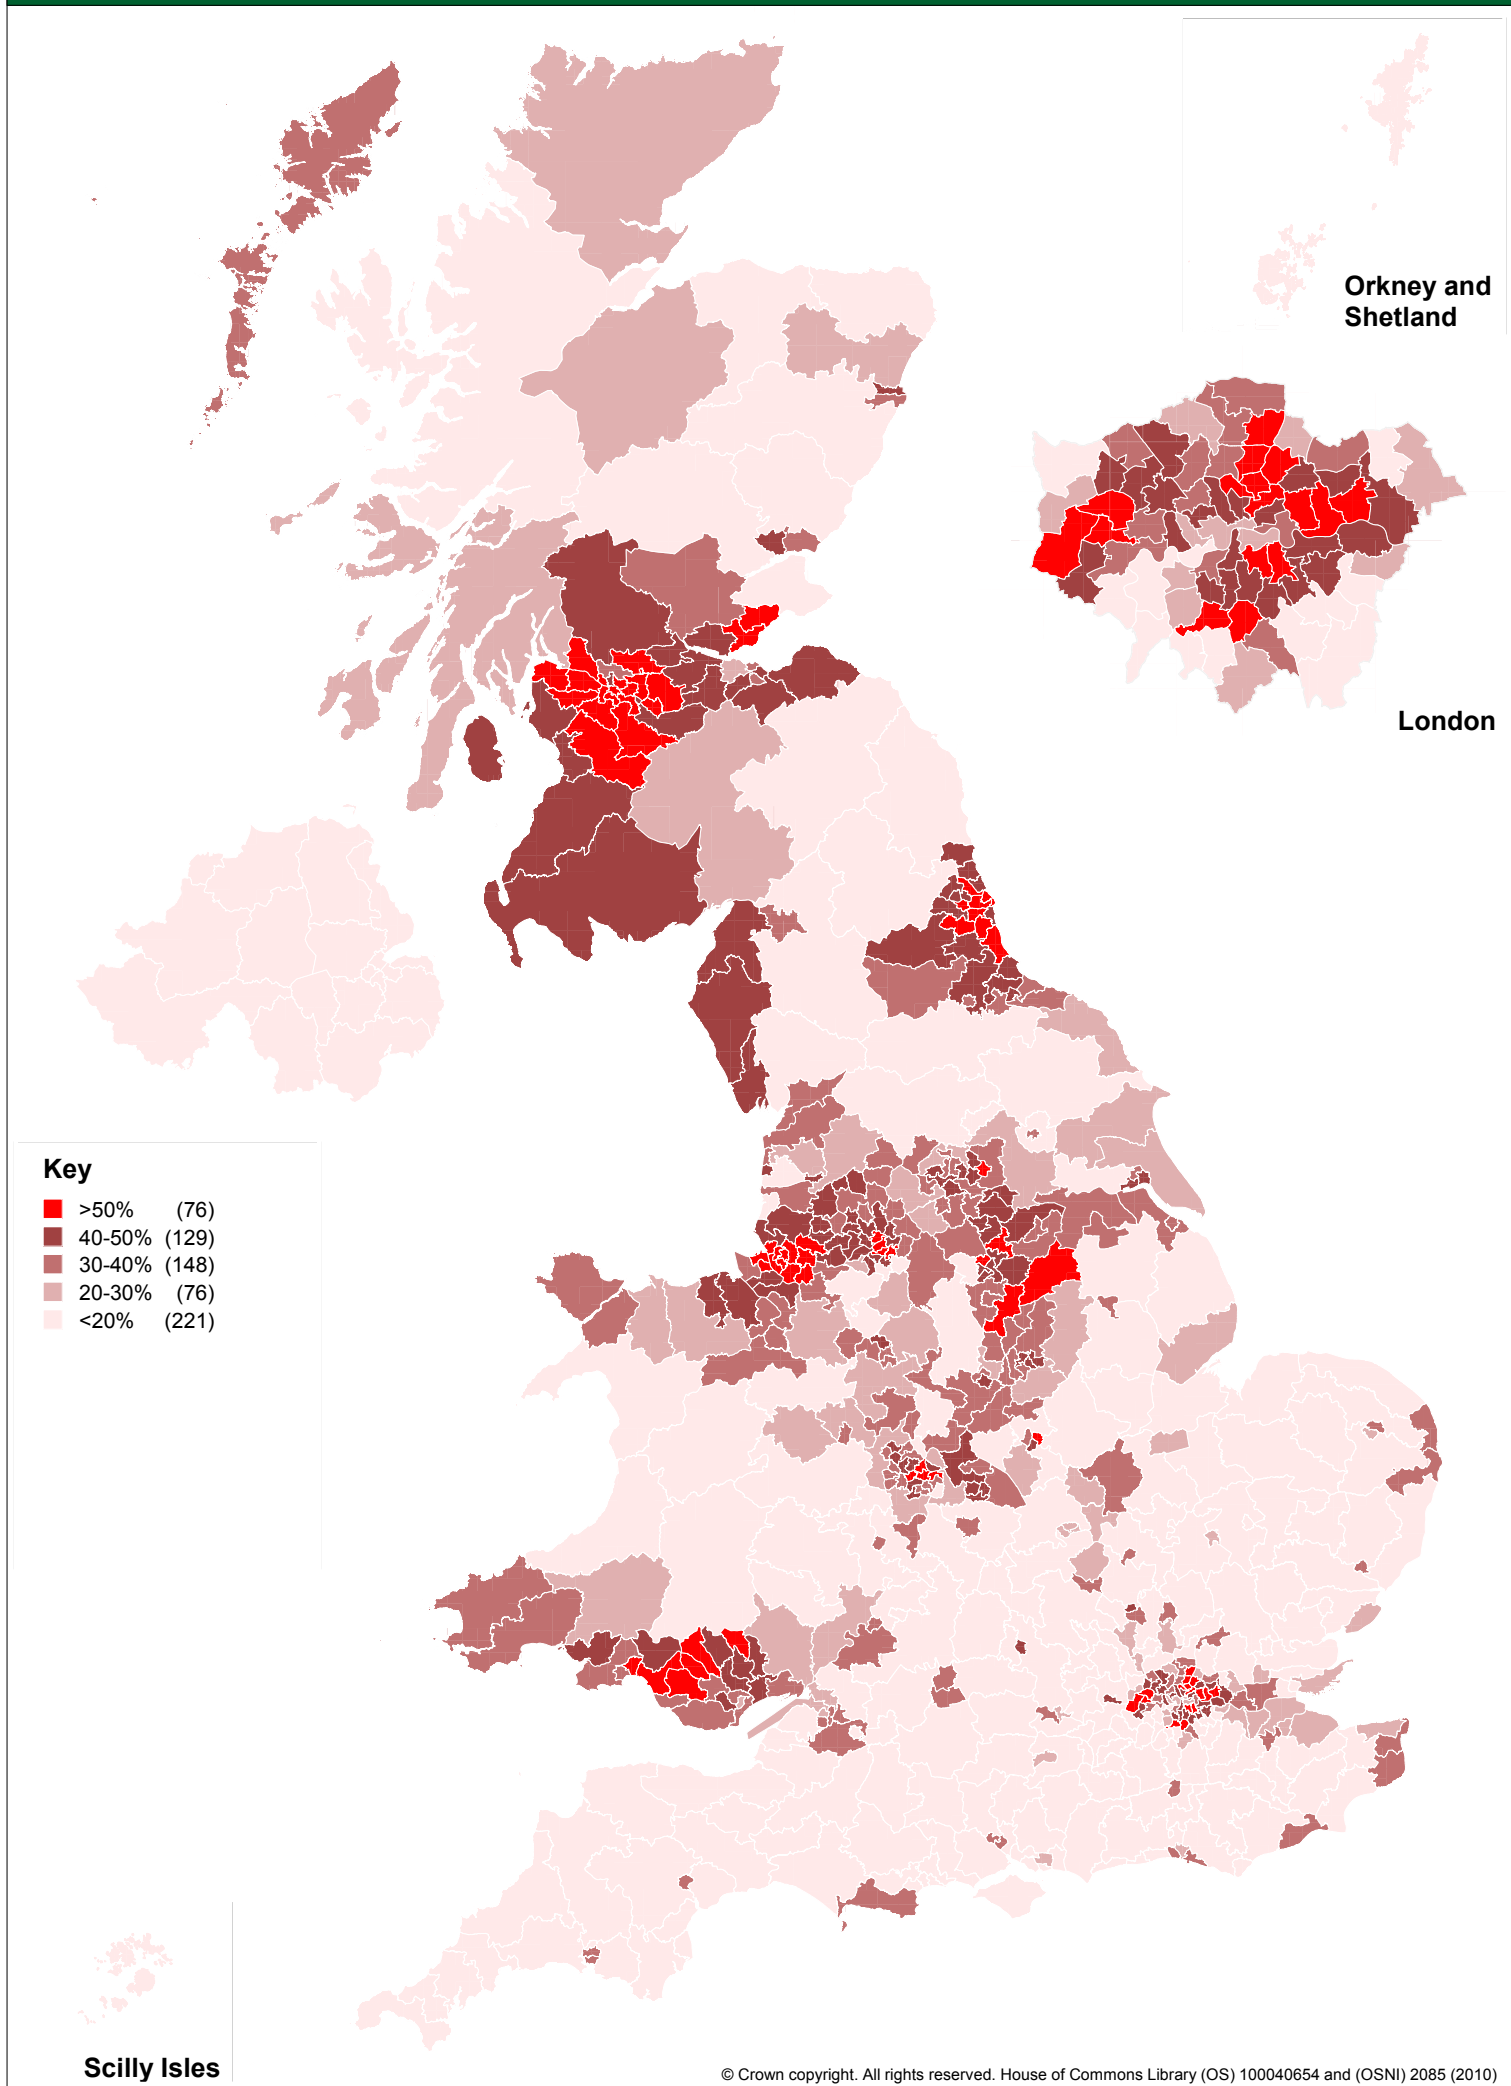 Orkney and
Shetland
London
Key
>50% (76)
40-50% (129)
30-40% (148)
20-30% (76)
<20% (221)
Scilly Isles
© Crown copyright. All rights reserved. House of Commons Library (OS) 100040654 and (OSNI) 2085 (2010)